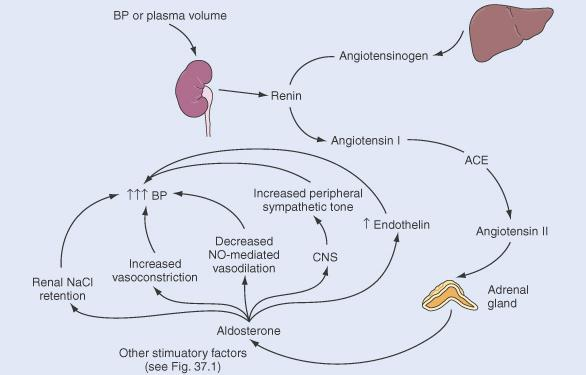 BP or plasma volume
Angiotensinogen
Renin
Angiotensin I
ACE
↑↑↑ BP
Increased peripheral
sympathetic tone
↑ Endothelin
Angiotensin II
Decreased
NO-mediated
vasodilation
CNS
Increased
vasoconstriction
Renal NaCl
retention
Adrenal
gland
Aldosterone
Other stimuatory factors
(see Fig. 37.1)